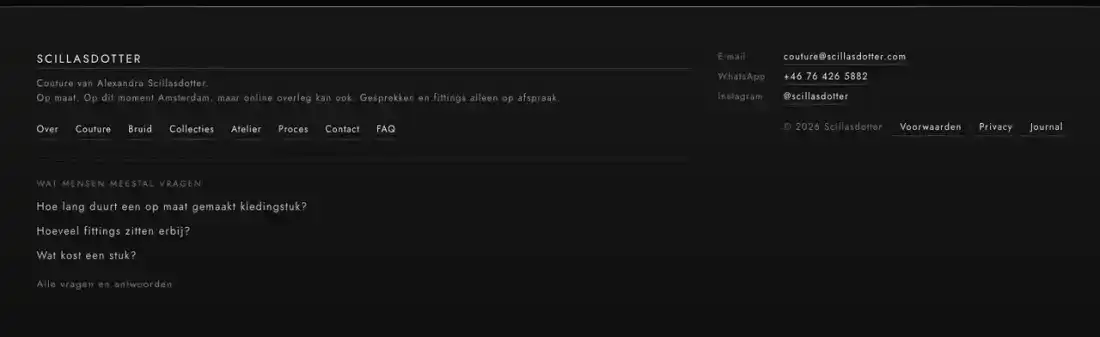 SCILLASDOTTER
Couture van Alexandra Scillasdotter.
Op maat. Op dit moment Amsterdam, maar online overleg kan ook. Gesprekken en fittings alleen op afspraak.
Over Couture Bruid Collecties Atelier Proces Contact FAQ
WAT MENSEN MEESTAL VRAGEN
Hoe lang duurt een op maat gemaakt kledingstuk?
Hoeveel fittings zitten erbij?
Wat kost een stuk?
Alle vragen en antwoorden
E-mail couture@scillasdotter.com
WhatsApp +46 76 426 5882
Instagram @scillasdotter
© 2026 Scillasdotter Voorwaarden Privacy Journal